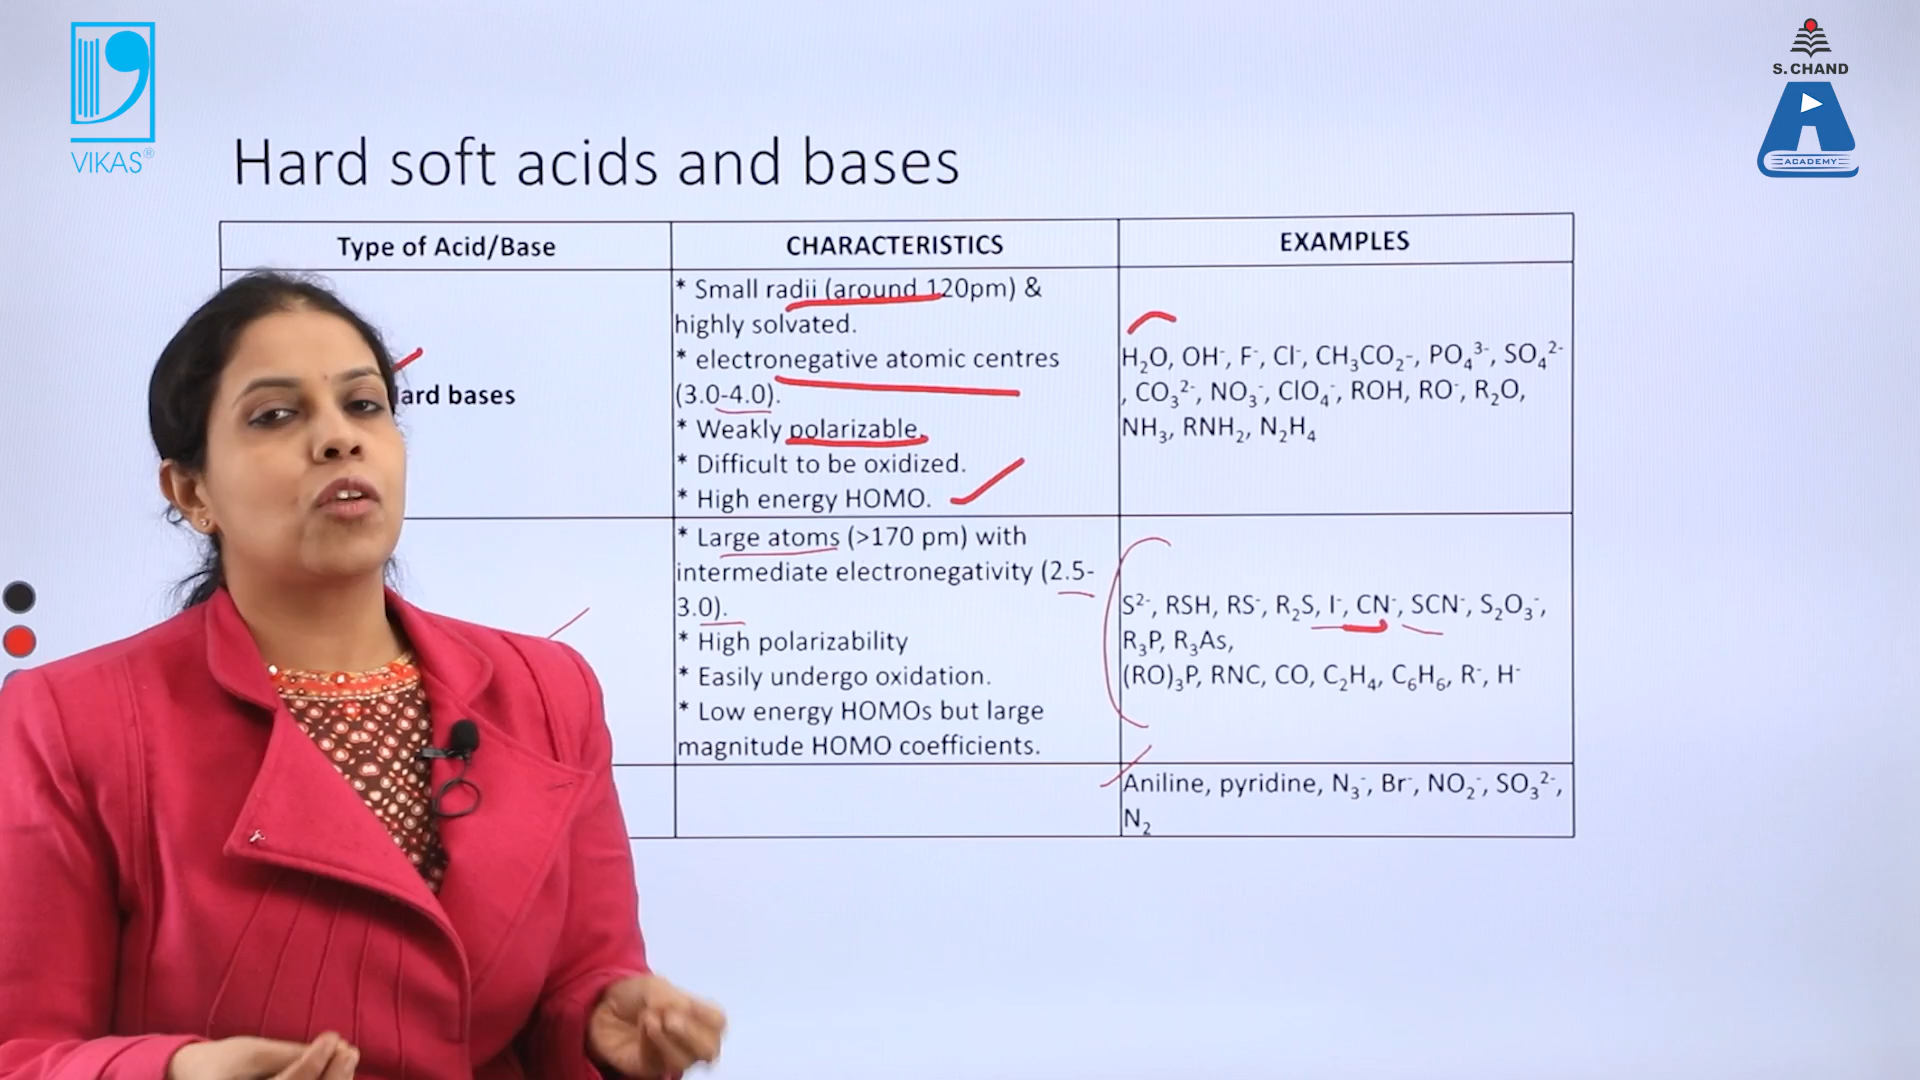 VIKAS®
S. CHAND
ACADEMY
Hard soft acids and bases
Type of Acid/Base
CHARACTERISTICS
EXAMPLES
bases
* Small radii (around 120pm) &
highly solvated.
* electronegative atomic centres
(3.0-4.0).
* Weakly polarizable.
* Difficult to be oxidized.
* High energy HOMO.
H₂O, OH⁻, F⁻, Cl⁻, CH₃CO₂⁻, PO₄³⁻, SO₄²⁻
, CO₃²⁻, NO₃⁻, ClO₄⁻, ROH, RO⁻, R₂O,
NH₃, RNH₂, N₂H₄
* Large atoms (>170 pm) with
intermediate electronegativity (2.5-
3.0).
* High polarizability
* Easily undergo oxidation.
* Low energy HOMOs but large
magnitude HOMO coefficients.
S²⁻, RSH, RS⁻, R₂S, I⁻, CN⁻, SCN⁻, S₂O₃⁻,
R₃P, R₃As,
(RO)₃P, RNC, CO, C₂H₄, C₆H₆, R⁻, H⁻
Aniline, pyridine, N₃⁻, Br⁻, NO₂⁻, SO₃²⁻,
N₂